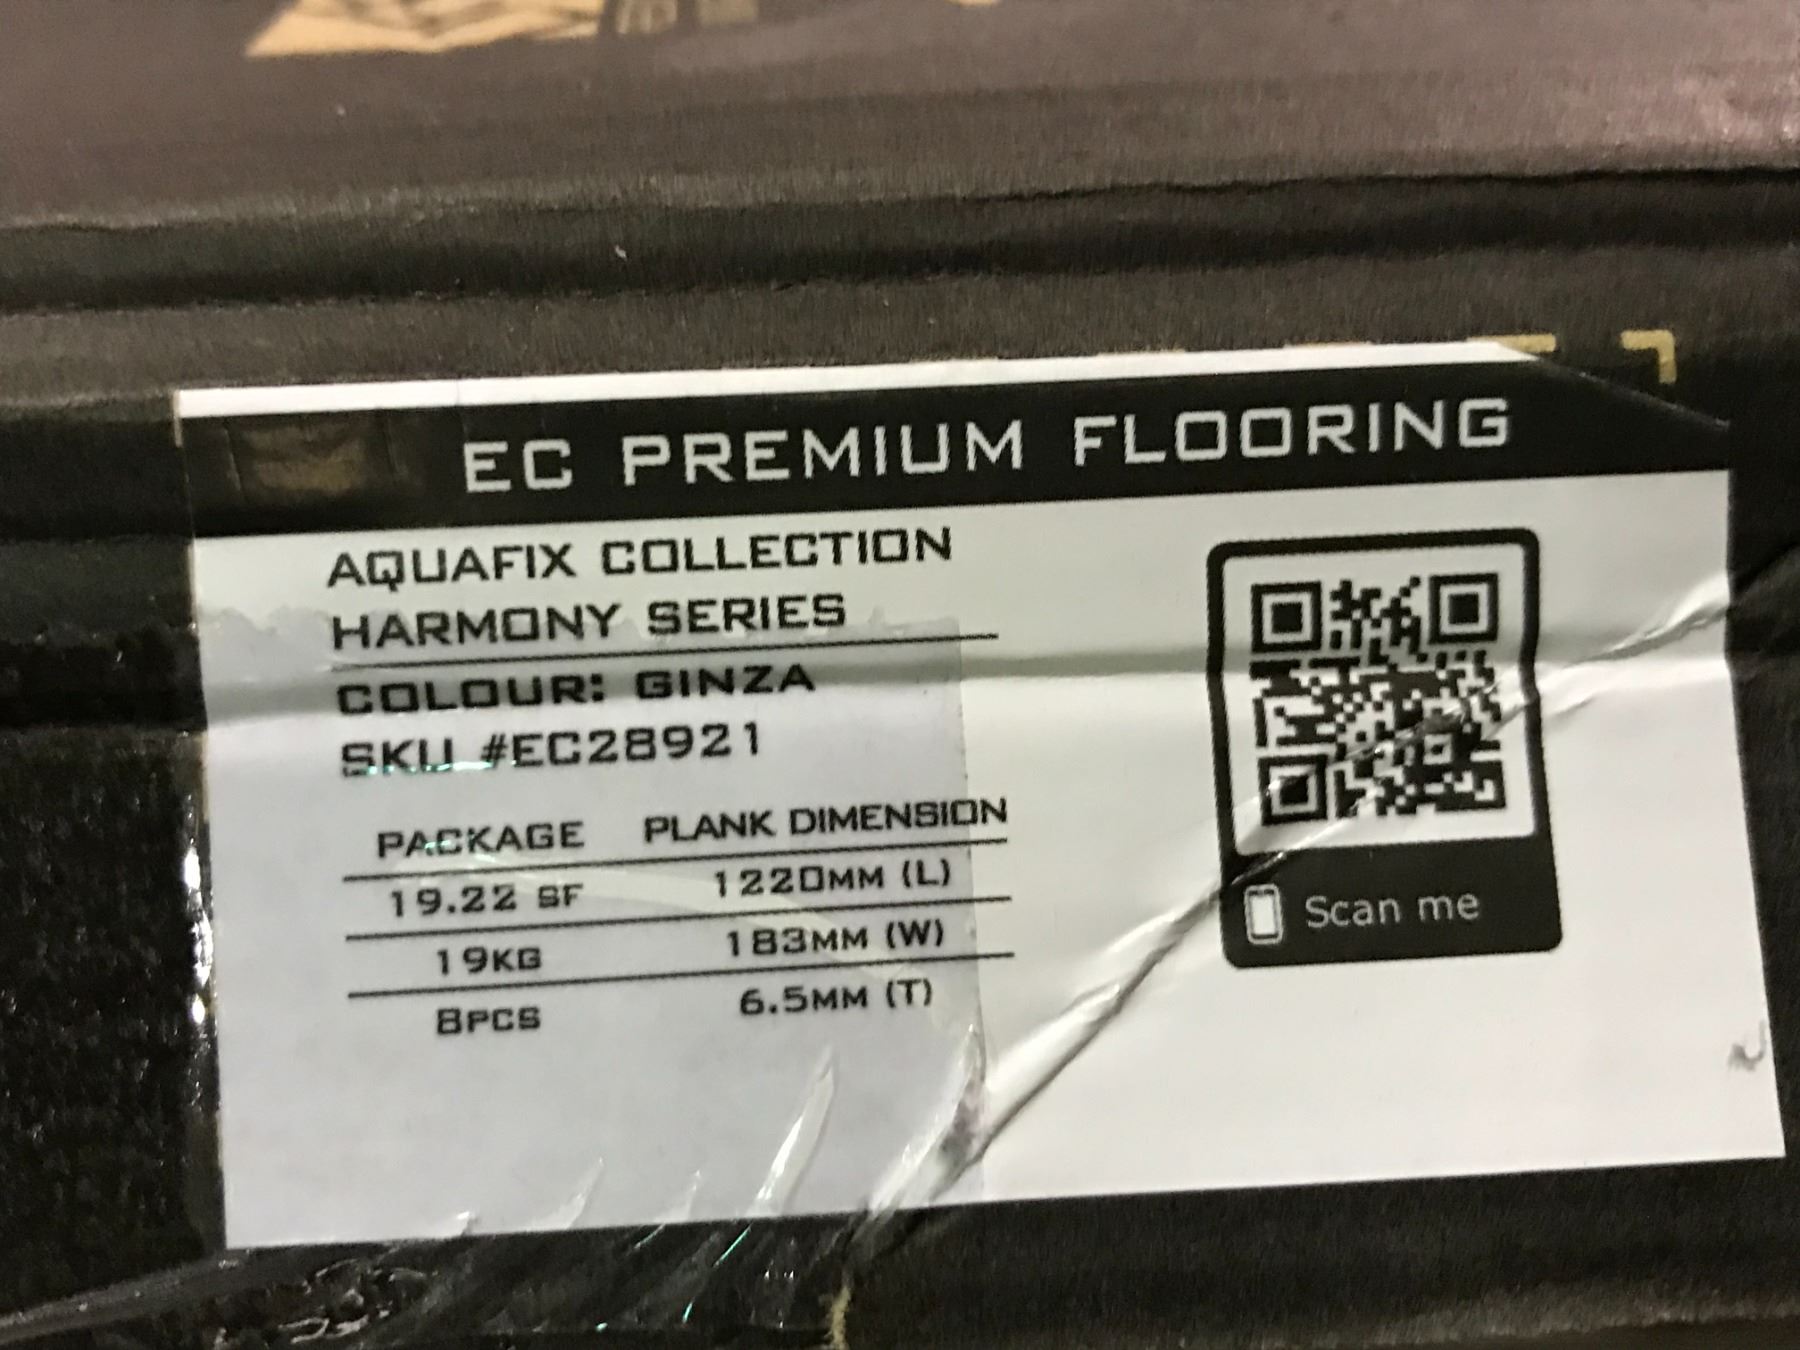 EC PREMIUM FLOORING
AQUAFIX COLLECTION
HARMONY SERIES
COLOUR: GINZA
SKU #EC28921
PACKAGE PLANK DIMENSION
19.22 SF 1220MM (L)
19KG 183MM (W)
8PCS 6.5MM (T)
Scan me